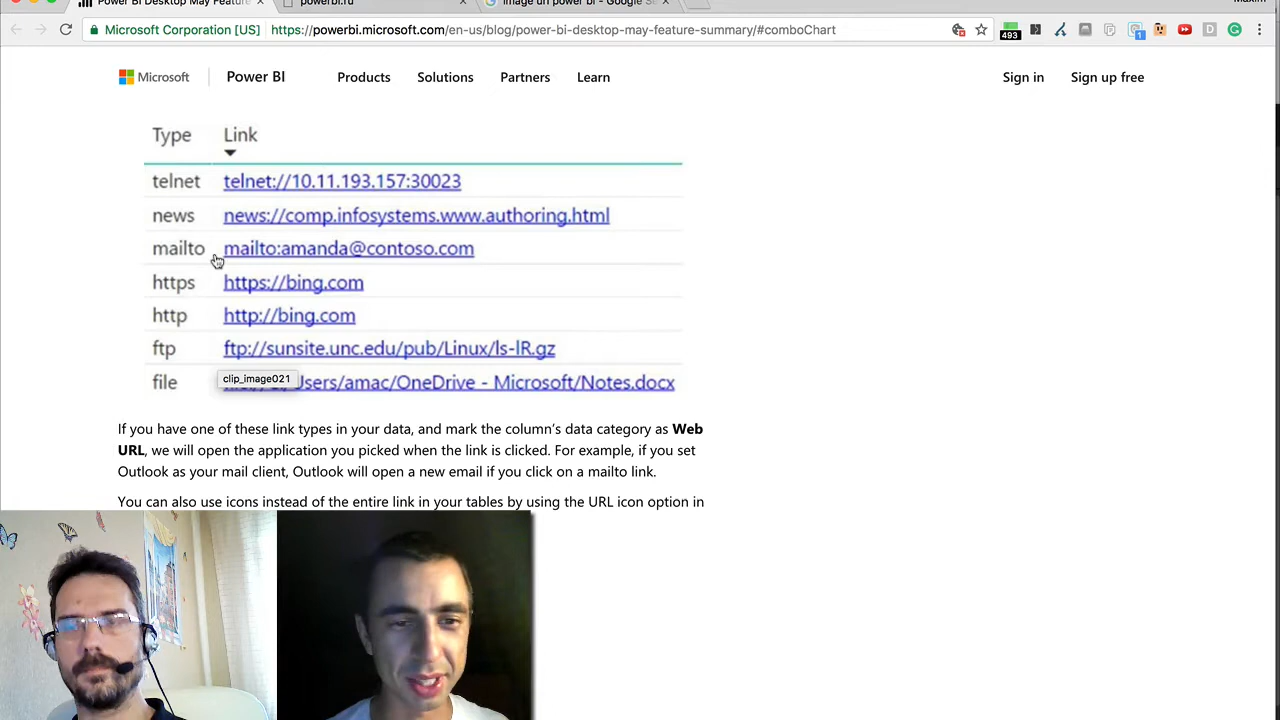 Power BI Desktop May Feature
powerbi.ru
image url power bi - Google Se
Maxim
Microsoft Corporation [US]
https://powerbi.microsoft.com/en-us/blog/power-bi-desktop-may-feature-summary/#comboChart
493
1
Microsoft
Power BI
Products
Solutions
Partners
Learn
Sign in
Sign up free
Type Link
telnet telnet://10.11.193.157:30023
news news://comp.infosystems.www.authoring.html
mailto mailto:amanda@contoso.com
https https://bing.com
http http://bing.com
ftp ftp://sunsite.unc.edu/pub/Linux/ls-lR.gz
file Users/amac/OneDrive - Microsoft/Notes.docx
clip_image021
If you have one of these link types in your data, and mark the column's data category as Web
URL, we will open the application you picked when the link is clicked. For example, if you set
Outlook as your mail client, Outlook will open a new email if you click on a mailto link.
You can also use icons instead of the entire link in your tables by using the URL icon option in